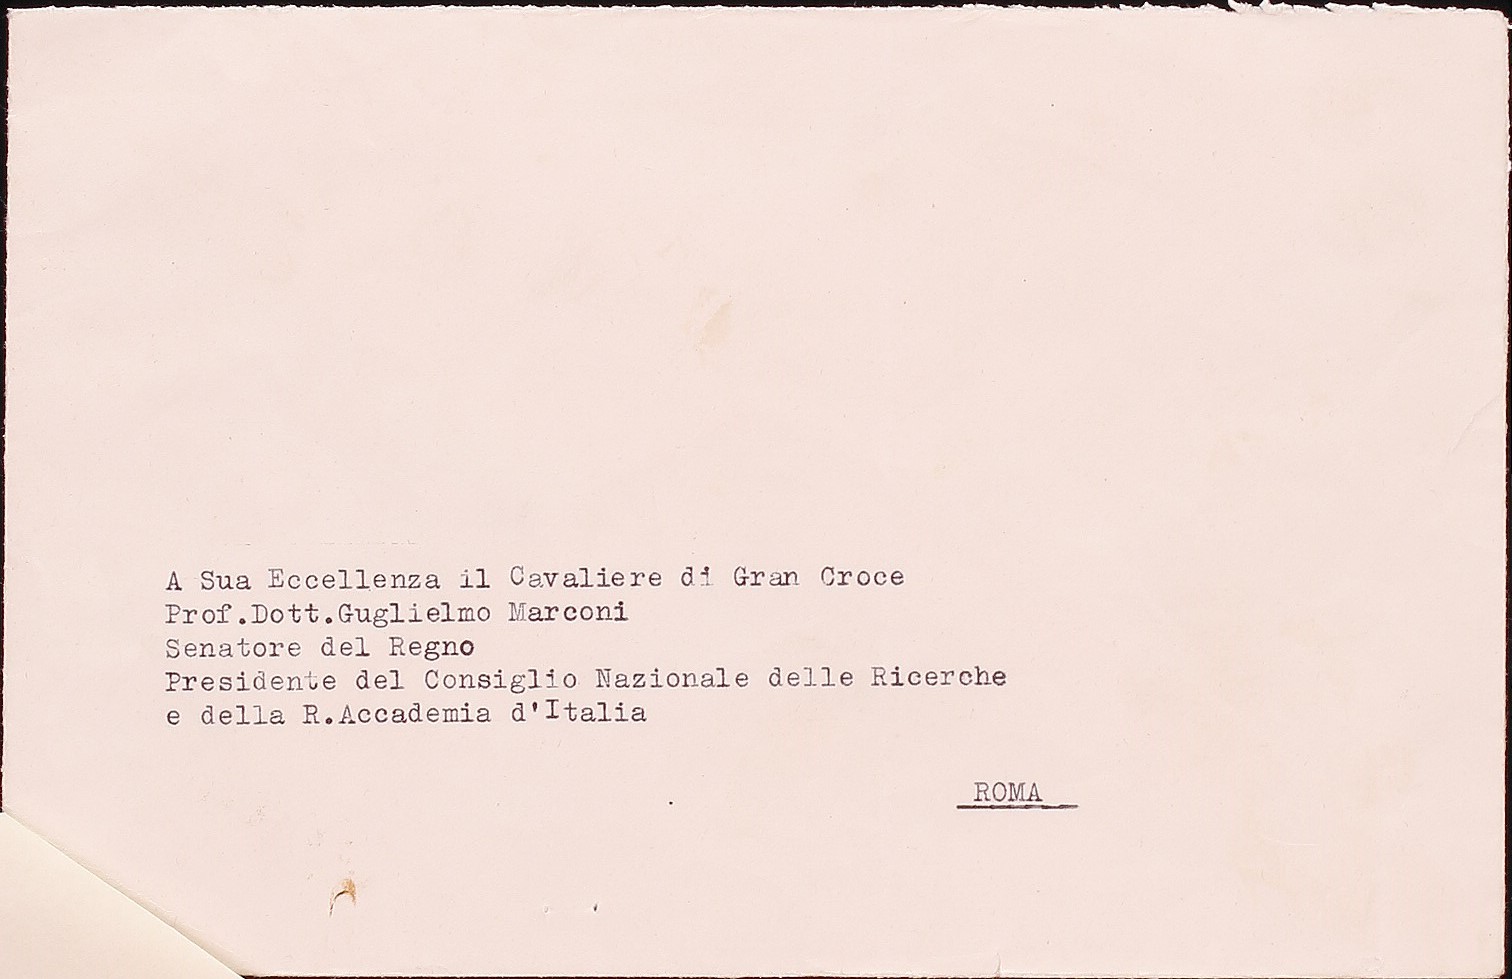 A Sua Eccellenza il Cavaliere di Gran Croce
Prof.Dott.Guglielmo Marconi
Senatore del Regno
Presidente del Consiglio Nazionale delle Ricerche
e della R.Accademia d'Italia
ROMA